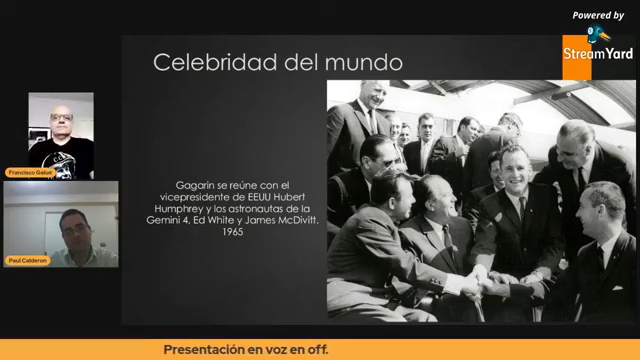 Powered by
StreamYard
Celebridad del mundo
Francisco Galué
Gagarin se reúne con el
vicepresidente de EEUU Hubert
Humphrey y los astronautas de la
Gemini 4, Ed White y James McDivitt.
1965
Paul Calderon
Presentación en voz en off.